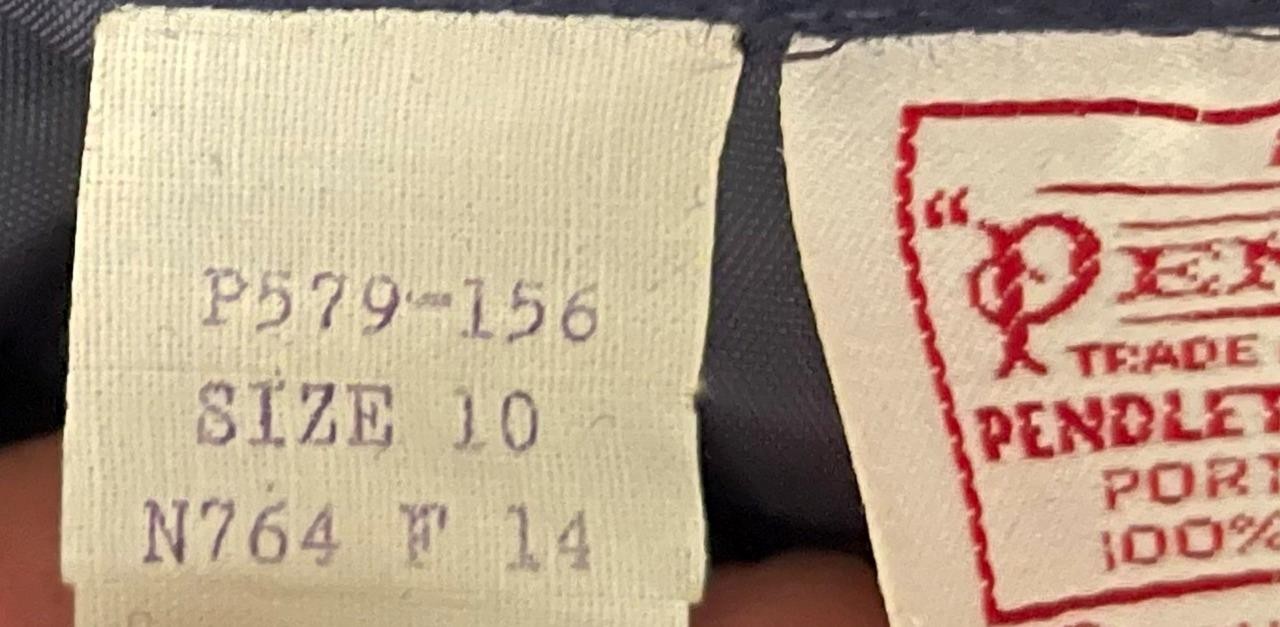 P579-156
SIZE 10
N764 F 14
“PEN
TRADE
PENDLET
PORT
100%